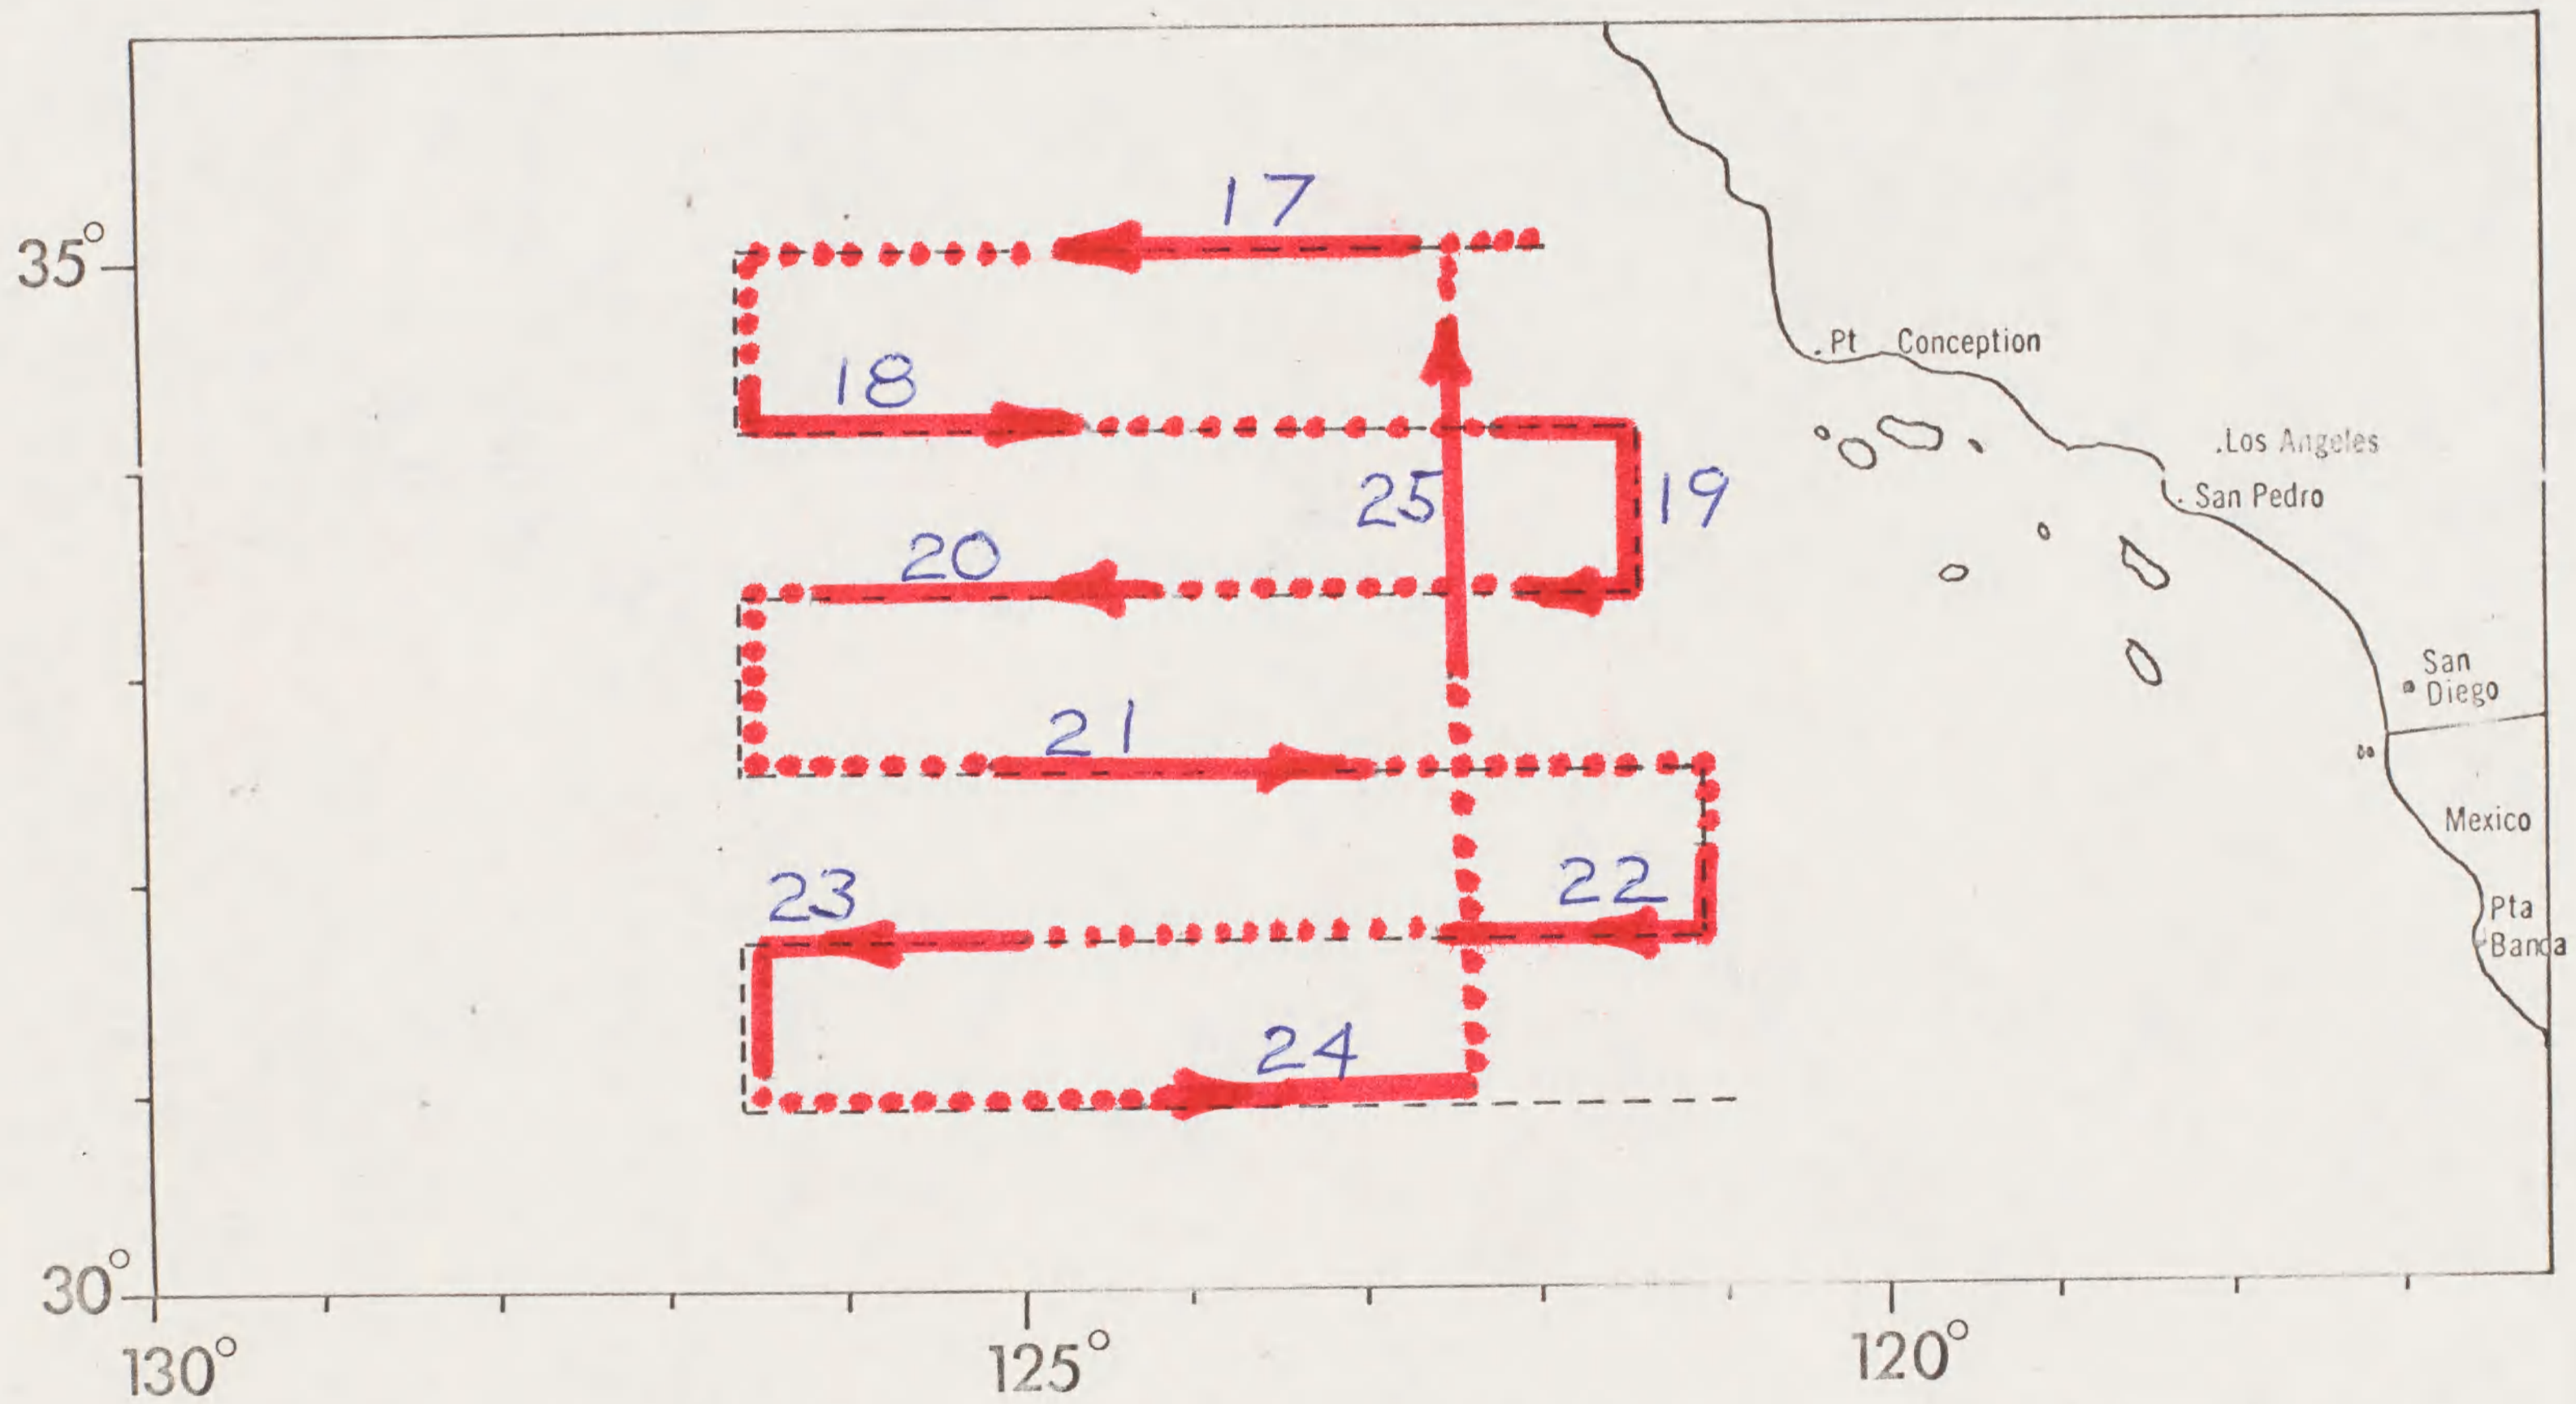 17
35°
Pt Conception
18
Los Angeles
25
19
San Pedro
20
San
Diego
21
Mexico
23
22
Pta
Banda
24
30°
130°
125°
120°